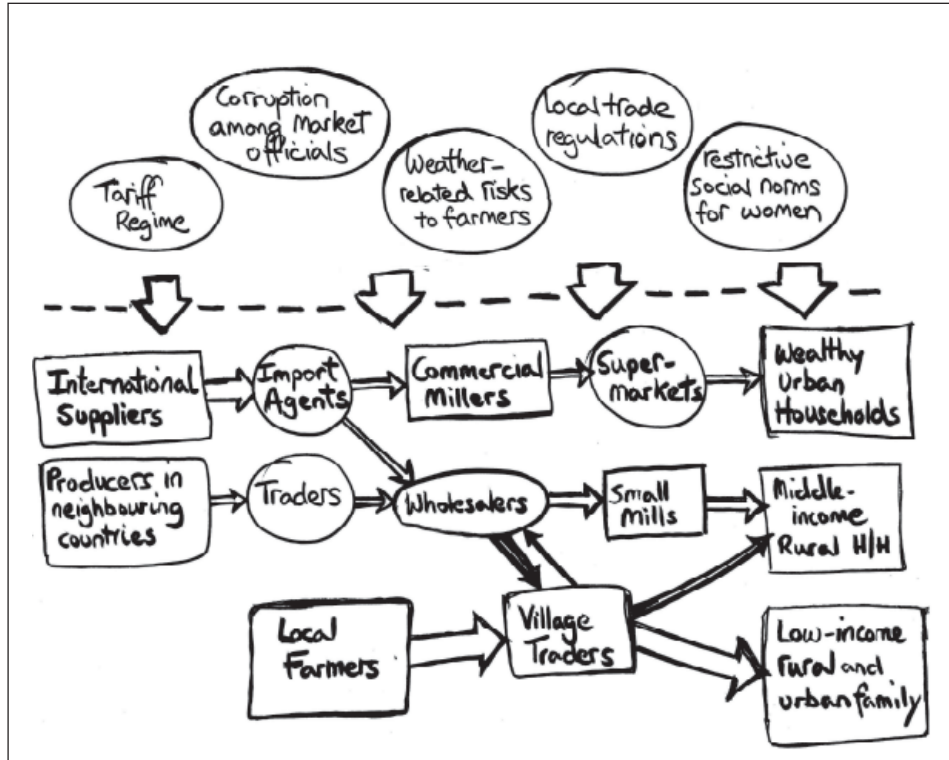 Corruption
among Market
officials
Local trade
regulations
Tariff
Regime
Weather-
related risks
to farmers
restrictive
social norms
for women
International
Suppliers
Import
Agents
Commercial
Millers
Super-
markets
Wealthy
Urban
Households
Producers in
neighbouring
countries
Traders
Wholesalers
Small
Mills
Middle-
income
Rural H/H
Local
Farmers
Village
Traders
Low-income
rural and
urban family